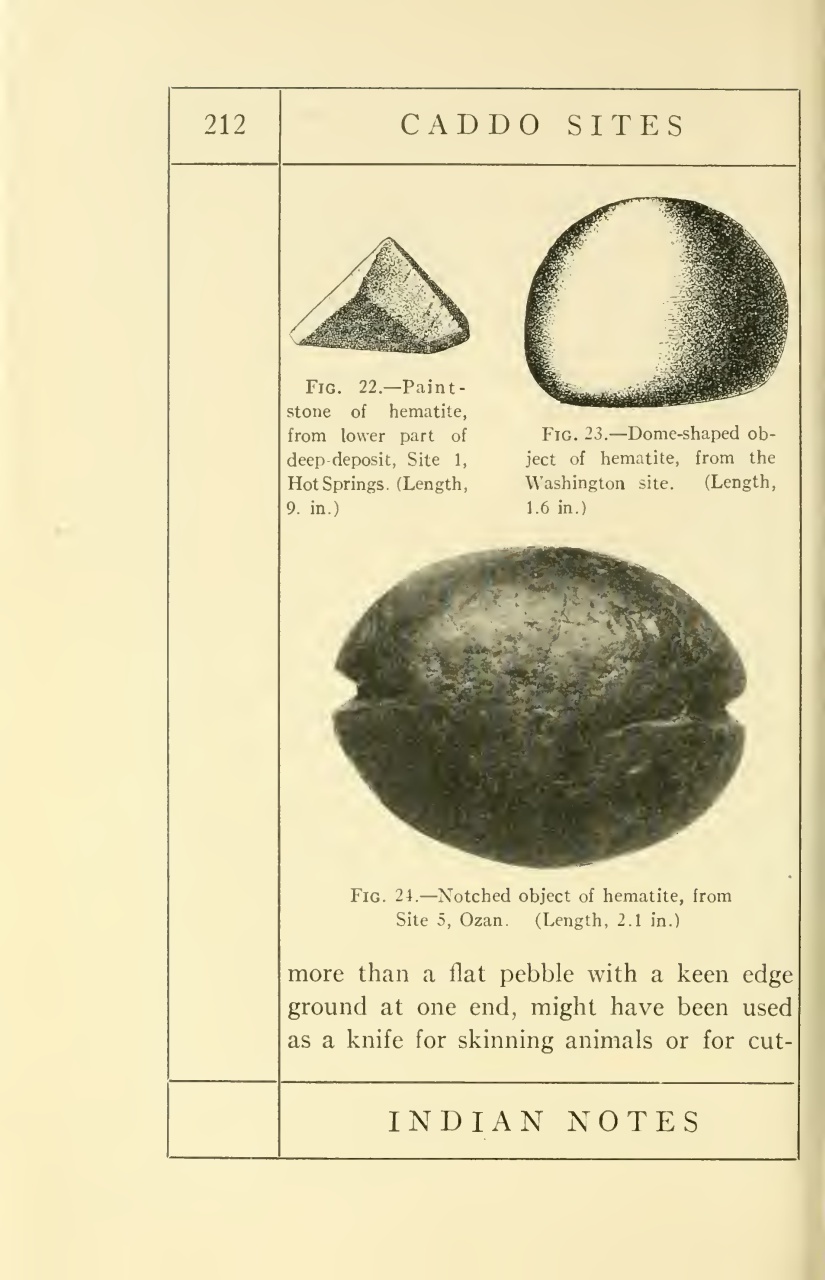 212
CADDO SITES
FIG. 22.—Paint-
stone of hematite,
from lower part of
deep-deposit, Site 1,
Hot Springs. (Length,
9. in.)
FIG. 23.—Dome-shaped ob-
ject of hematite, from the
Washington site. (Length,
1.6 in.)
FIG. 24.—Notched object of hematite, from
Site 5, Ozan. (Length, 2.1 in.)
more than a flat pebble with a keen edge
ground at one end, might have been used
as a knife for skinning animals or for cut-
INDIAN NOTES